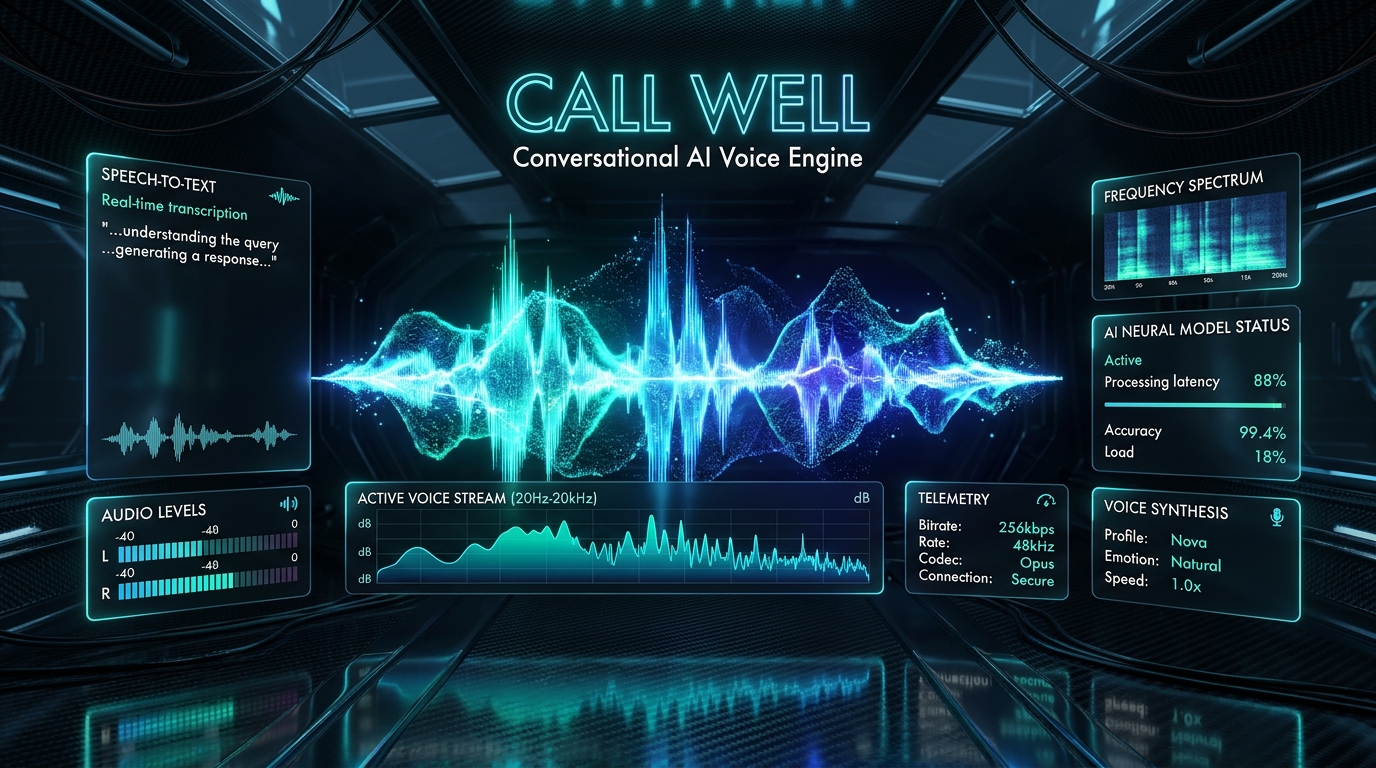 CALL WELL
Conversational AI Voice Engine
SPEECH-TO-TEXT
Real-time transcription
"...understanding the query
...generating a response..."
AUDIO LEVELS
-40 -40 0
L
-40 -40 0
R
ACTIVE VOICE STREAM (20Hz-20kHz) dB
dB
dB
dB
TELEMETRY
Bitrate: 256kbps
Rate: 48kHz
Codec: Opus
Connection: Secure
FREQUENCY SPECTRUM
20Hz
AI NEURAL MODEL STATUS
Active
Processing latency 88%
Accuracy 99.4%
Load 18%
VOICE SYNTHESIS
Profile: Nova
Emotion: Natural
Speed: 1.0x